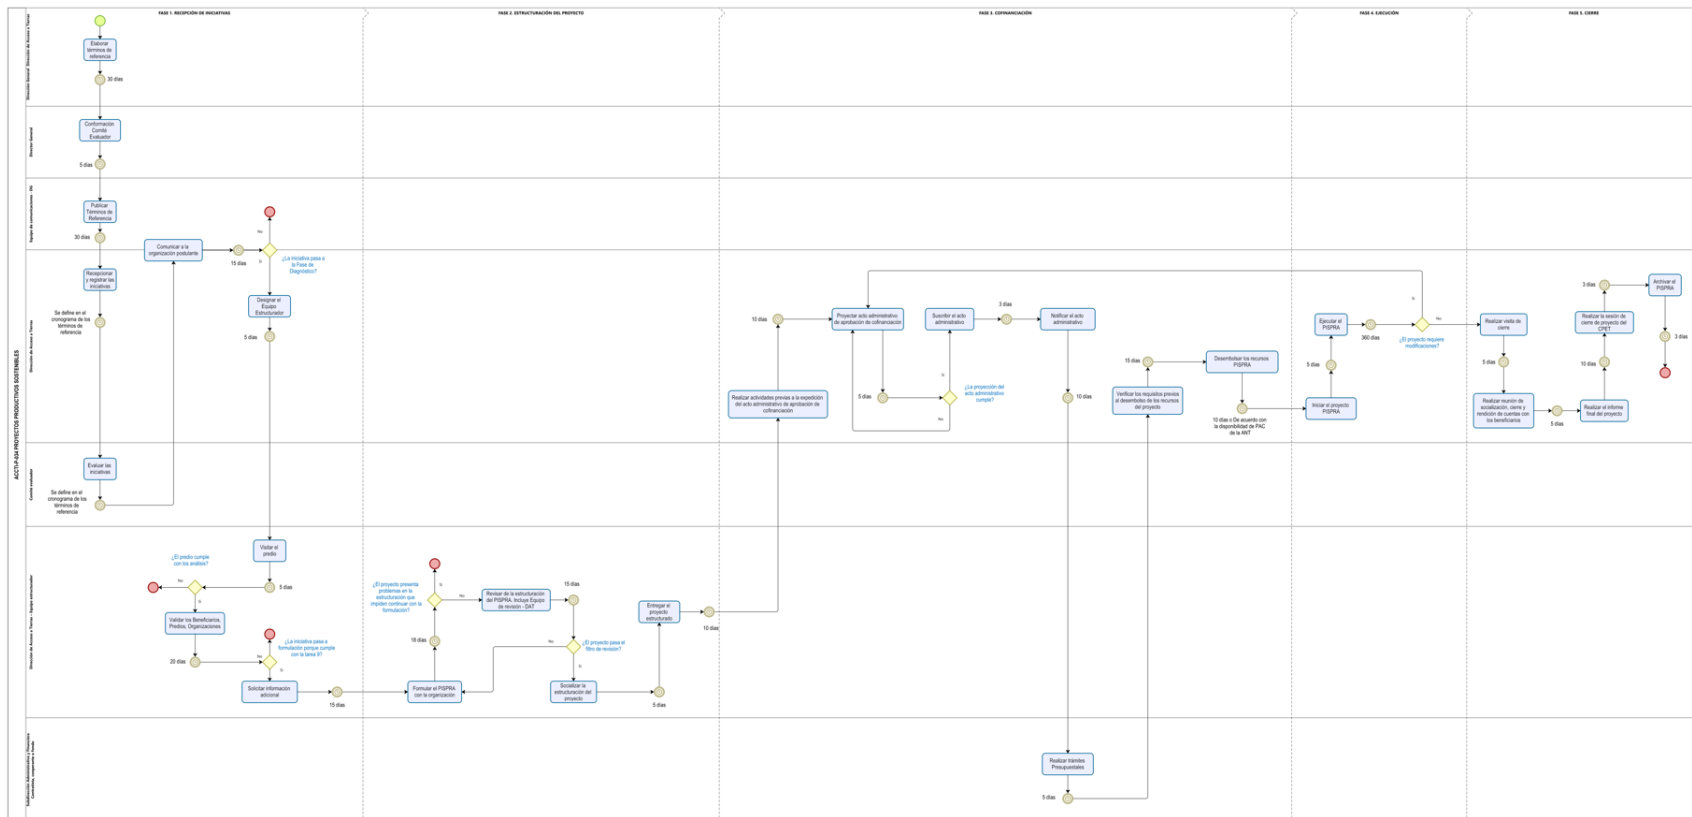 FASE 1. RECEPCIÓN DE INICIATIVAS
FASE 2. ESTRUCTURACIÓN DEL PROYECTO
FASE 3. COFINANCIACIÓN
FASE 4. EJECUCIÓN
FASE 5. CIERRE
ACCTI-P-034 PROYECTOS PRODUCTIVOS SOSTENIBLES
Dirección General Dirección de Acceso a Tierras
Elaborar
términos de
referencia
30 días
Director General
Conformación
Comité
Evaluador
5 días
Equipo de comunicaciones - DG
Publicar
Términos de
Referencia
30 días
No
Dirección de Acceso a Tierras
Comunicar a la
organización postulante
15 días
Si
¿La iniciativa pasa a
la Fase de
Diagnóstico?
Recepcionar
y registrar las
iniciativas
Se define en el
cronograma de los
términos de
referencia
Designar el
Equipo
Estructurador
5 días
10 días
Proyectar acto administrativo
de aprobación de cofinanciación
5 días
Suscribir el acto
administrativo
3 días
Notificar el acto
administrativo
Si
No
¿La proyección del
acto administrativo
cumple?
10 días
Realizar actividades previas a la expedición
del acto administrativo de aprobación de
cofinanciación
15 días
Verificar los requisitos previos
al desembolso de los recursos
del proyecto
Desembolsar los recursos
PISPRA
10 días o De acuerdo con
la disponibilidad de PAC
de la ANT
Ejecutar el
PISPRA
360 días
Si
No
¿El proyecto requiere
modificaciones?
5 días
Iniciar el proyecto
PISPRA
Realizar visita de
cierre
5 días
Realizar reunión de
socialización, cierre y
rendición de cuentas con
los beneficiarios
5 días
Realizar el informe
final del proyecto
10 días
Realizar la sesión de
cierre de proyecto del
CPET
3 días
Archivar el
PISPRA
3 días
Comité evaluador
Evaluar las
iniciativas
Se define en el
cronograma de los
términos de
referencia
Dirección de Acceso a Tierras - Equipo estructurador
Visitar el
predio
5 días
¿El predio cumple
con los análisis?
No
Si
Validar los Beneficiarios,
Predios, Organizaciones
20 días
No
¿La iniciativa pasa a
formulación porque cumple
con la tarea 9?
Si
Solicitar información
adicional
15 días
¿El proyecto presenta
problemas en la
estructuración que
impiden continuar con la
formulación?
Si
No
18 días
Formular el PISPRA
con la organización
Revisar de la estructuración
del PISPRA. Incluye Equipo
de revisión - DAT
15 días
No
¿El proyecto pasa el
filtro de revisión?
Si
Socializar la
estructuración del
proyecto
5 días
Entregar el
proyecto
estructurado
10 días
Subdirección Administrativa y Financiera
Realizar trámites
Presupuestales
5 días